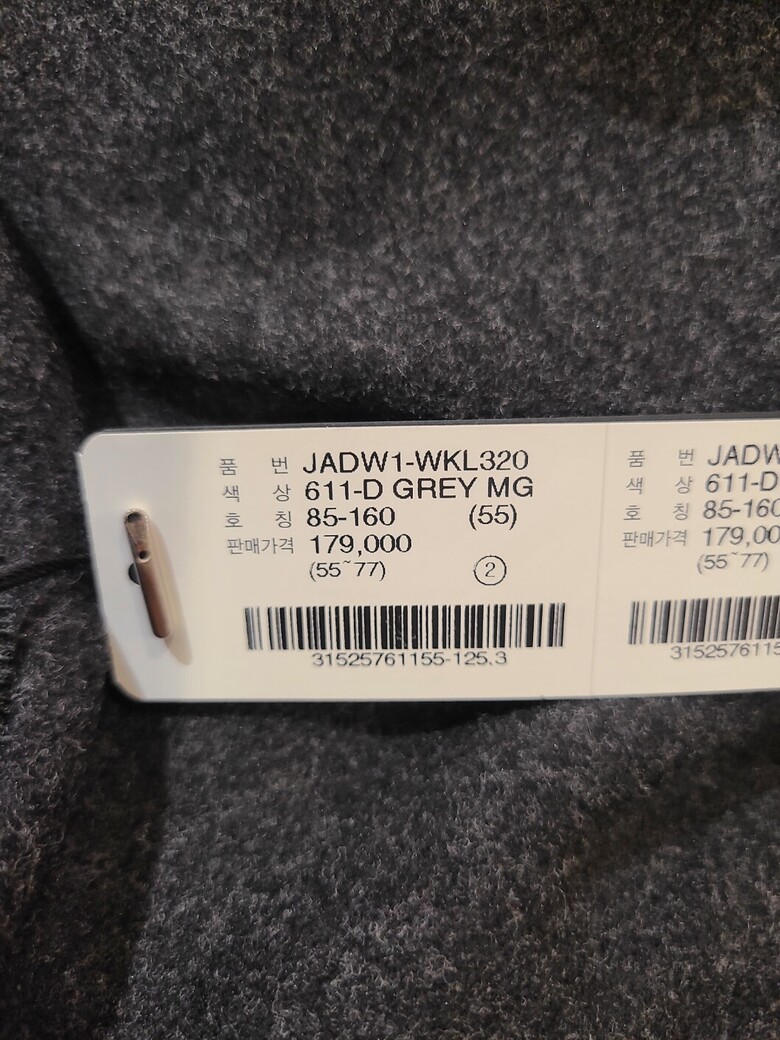 품 번 JADW1-WKL320
색 상 611-D GREY MG
호 칭 85-160 (55)
판매가격 179,000
(55~77) ②
31525761155-125.3
품 번 JADW
색 상 611-D
호 칭 85-160
판매가격 179,00
(55~77)
3152576115